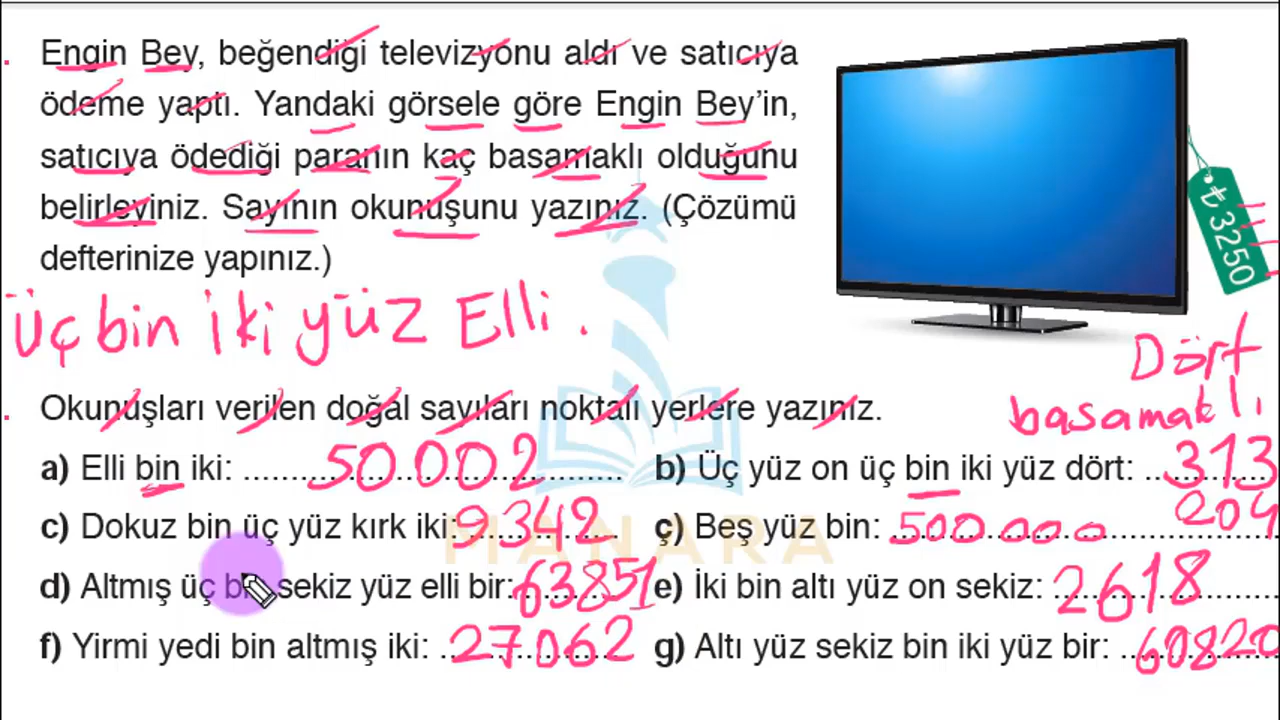 Engin Bey, beğendiği televizyonu aldı ve satıcıya
ödeme yaptı. Yandaki görsele göre Engin Bey’in,
satıcıya ödediği paranın kaç basamaklı olduğunu
belirleyiniz. Sayının okunuşunu yazınız. (Çözümü
defterinize yapınız.)
₺3250
Üç bin iki yüz Elli.
Dört
basamaklı.
. Okunuşları verilen doğal sayıları noktalı yerlere yazınız.
a) Elli bin iki: 50.002
b) Üç yüz on üç bin iki yüz dört: 313
204
c) Dokuz bin üç yüz kırk iki: 9.342
ç) Beş yüz bin: 500.000
d) Altmış üç sekiz yüz elli bir: 63851
e) İki bin altı yüz on sekiz: 2618
f) Yirmi yedi bin altmış iki: 27.062
g) Altı yüz sekiz bin iki yüz bir: 60820
MANARA